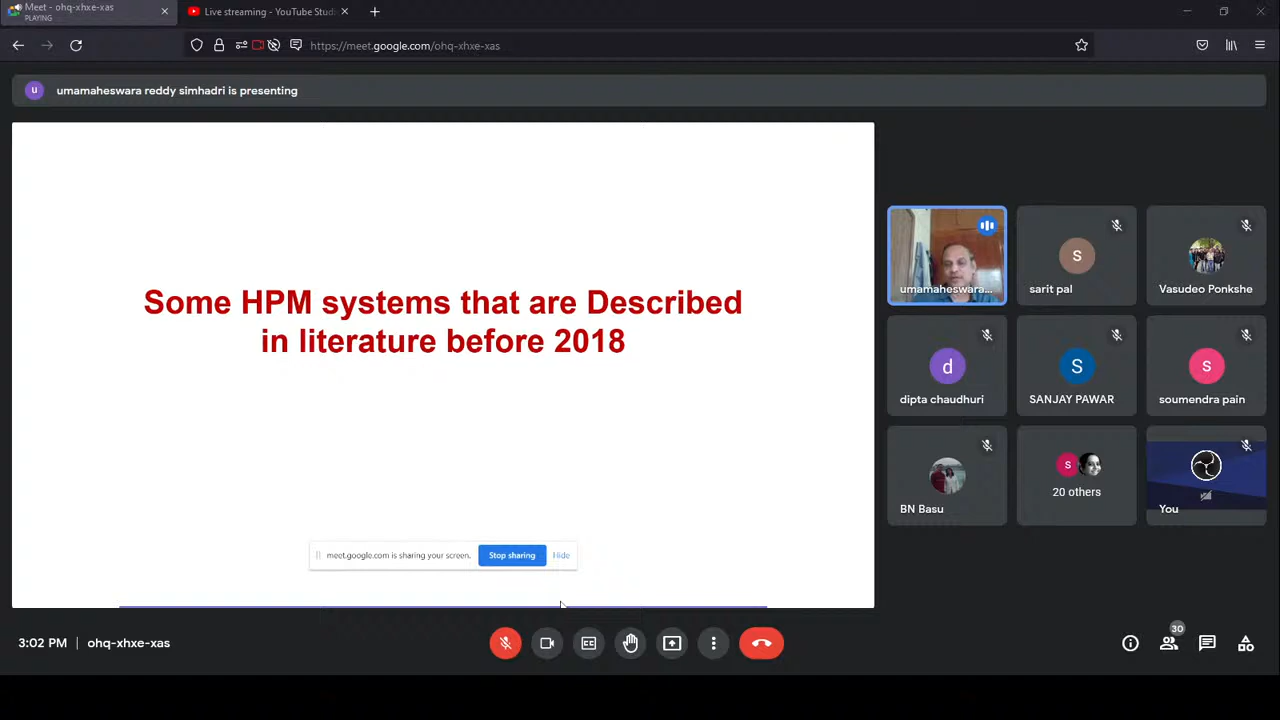 Meet - ohq-xhxe-xas
PLAYING
Live streaming - YouTube Stud
https://meet.google.com/ohq-xhxe-xas
u
umamaheswara reddy simhadri is presenting
Some HPM systems that are Described
in literature before 2018
meet.google.com is sharing your screen.
Stop sharing
Hide
umamaheswara...
s
sarit pal
Vasudeo Ponkshe
d
dipta chaudhuri
S
SANJAY PAWAR
s
soumendra pain
BN Basu
s
20 others
You
3:02 PM | ohq-xhxe-xas
30